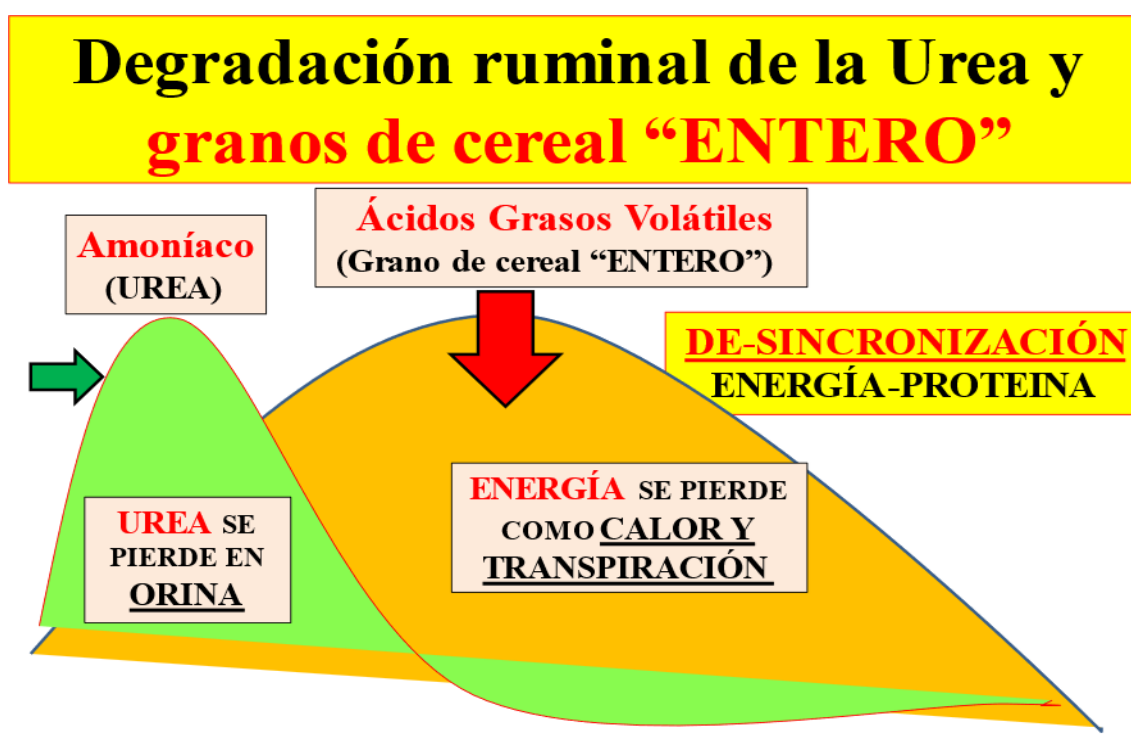 Degradación ruminal de la Urea y
granos de cereal “ENTERO”
Ácidos Grasos Volátiles
(Grano de cereal “ENTERO”)
Amoníaco
(UREA)
DE-SINCRONIZACIÓN
ENERGÍA-PROTEINA
ENERGÍA SE PIERDE
COMO CALOR Y
TRANSPIRACIÓN
UREA SE
PIERDE EN
ORINA